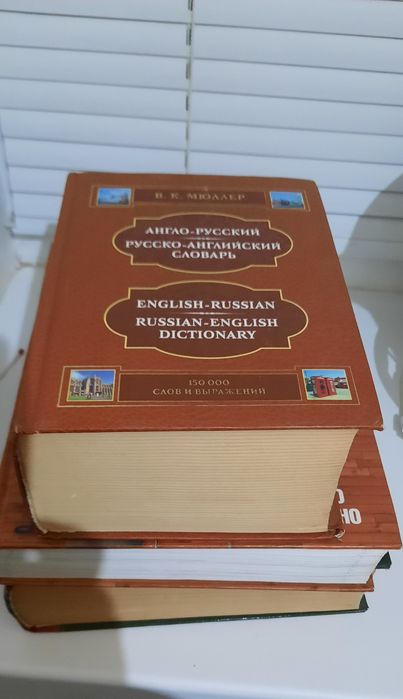 В. К. МЮЛЛЕР
АНГЛО-РУССКИЙ
РУССКО-АНГЛИЙСКИЙ
СЛОВАРЬ
ENGLISH-RUSSIAN
RUSSIAN-ENGLISH
DICTIONARY
150 000
СЛОВ И ВЫРАЖЕНИЙ